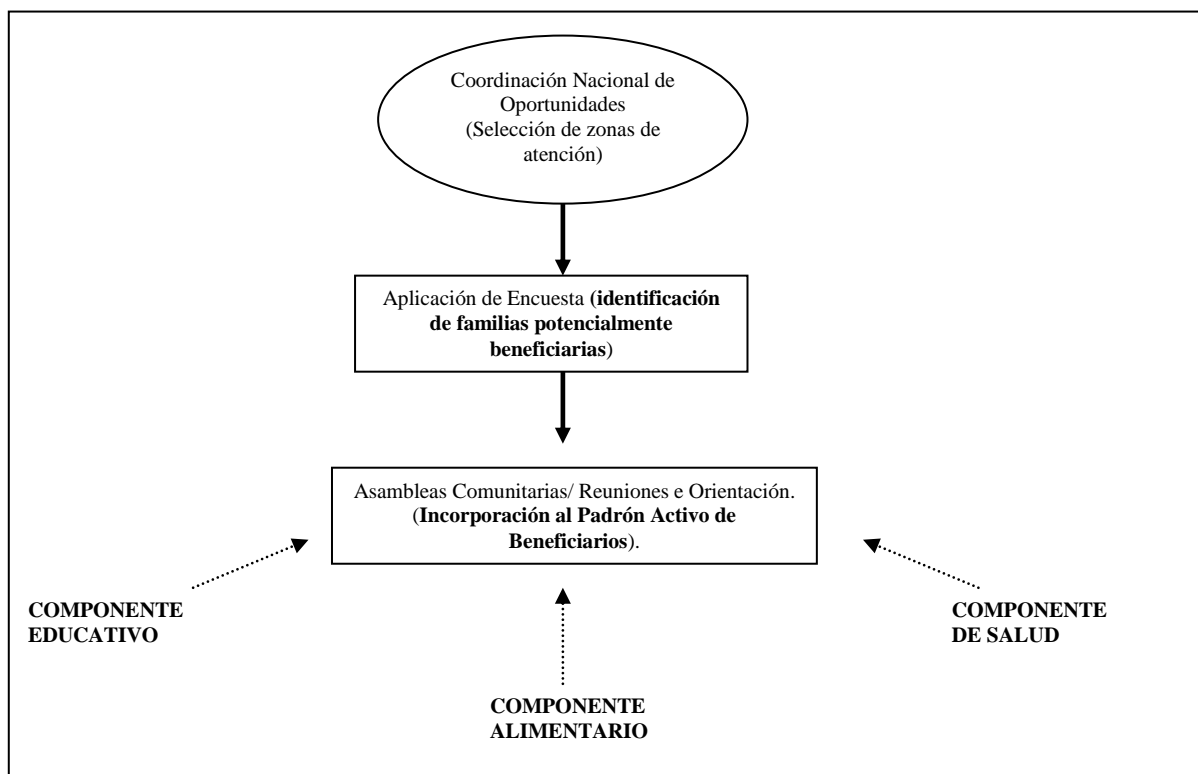 Coordinación Nacional de
Oportunidades
(Selección de zonas de
atención)
Aplicación de Encuesta (identificación
de familias potencialmente
beneficiarias)
Asambleas Comunitarias/ Reuniones e Orientación.
(Incorporación al Padrón Activo de
Beneficiarios).
COMPONENTE
EDUCATIVO
COMPONENTE
ALIMENTARIO
COMPONENTE
DE SALUD